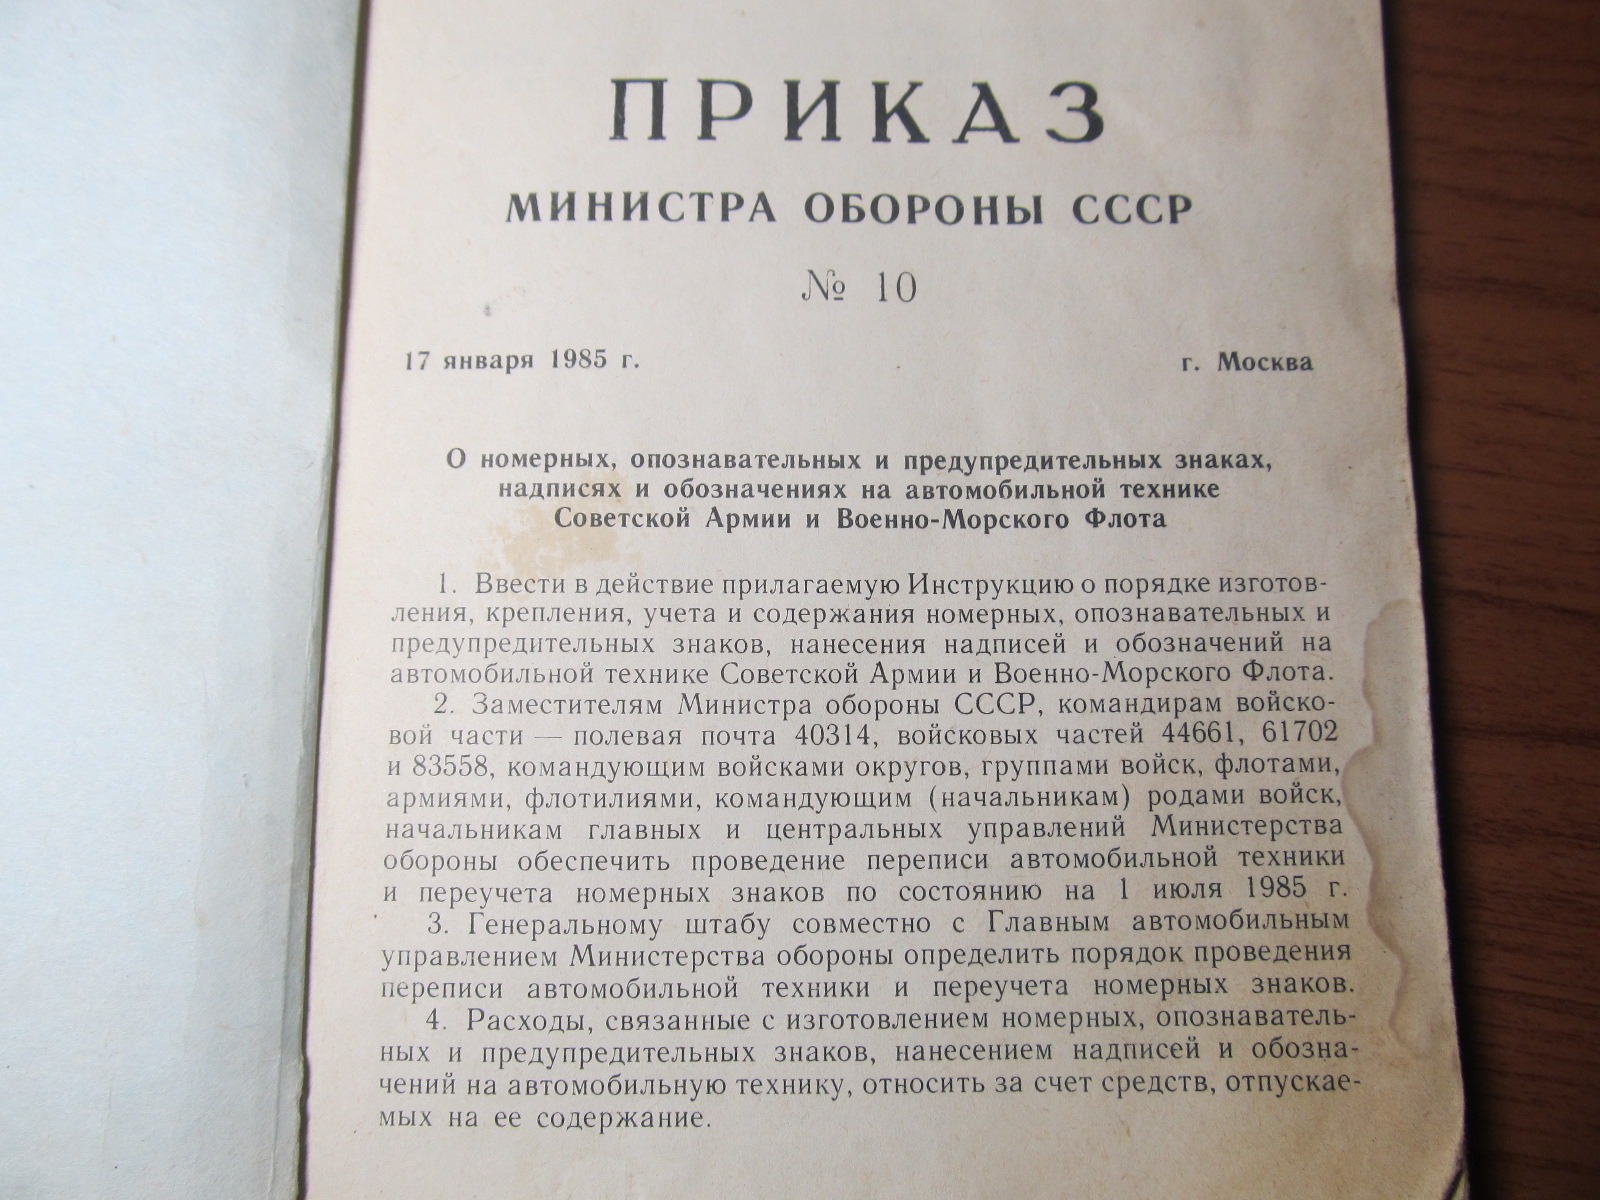 ПРИКАЗ
МИНИСТРА ОБОРОНЫ СССР
№ 10
17 января 1985 г. г. Москва
О номерных, опознавательных и предупредительных знаках,
надписях и обозначениях на автомобильной технике
Советской Армии и Военно-Морского Флота
1. Ввести в действие прилагаемую Инструкцию о порядке изготов-
ления, крепления, учета и содержания номерных, опознавательных и
предупредительных знаков, нанесения надписей и обозначений на
автомобильной технике Советской Армии и Военно-Морского Флота.
2. Заместителям Министра обороны СССР, командирам войско-
вой части — полевая почта 40314, войсковых частей 44661, 61702
и 83558, командующим войсками округов, группами войск, флотами,
армиями, флотилиями, командующим (начальникам) родами войск,
начальникам главных и центральных управлений Министерства
обороны обеспечить проведение переписи автомобильной техники
и переучета номерных знаков по состоянию на 1 июля 1985 г.
3. Генеральному штабу совместно с Главным автомобильным
управлением Министерства обороны определить порядок проведения
переписи автомобильной техники и переучета номерных знаков.
4. Расходы, связанные с изготовлением номерных, опознаватель-
ных и предупредительных знаков, нанесением надписей и обозна-
чений на автомобильную технику, относить за счет средств, отпускае-
мых на ее содержание.